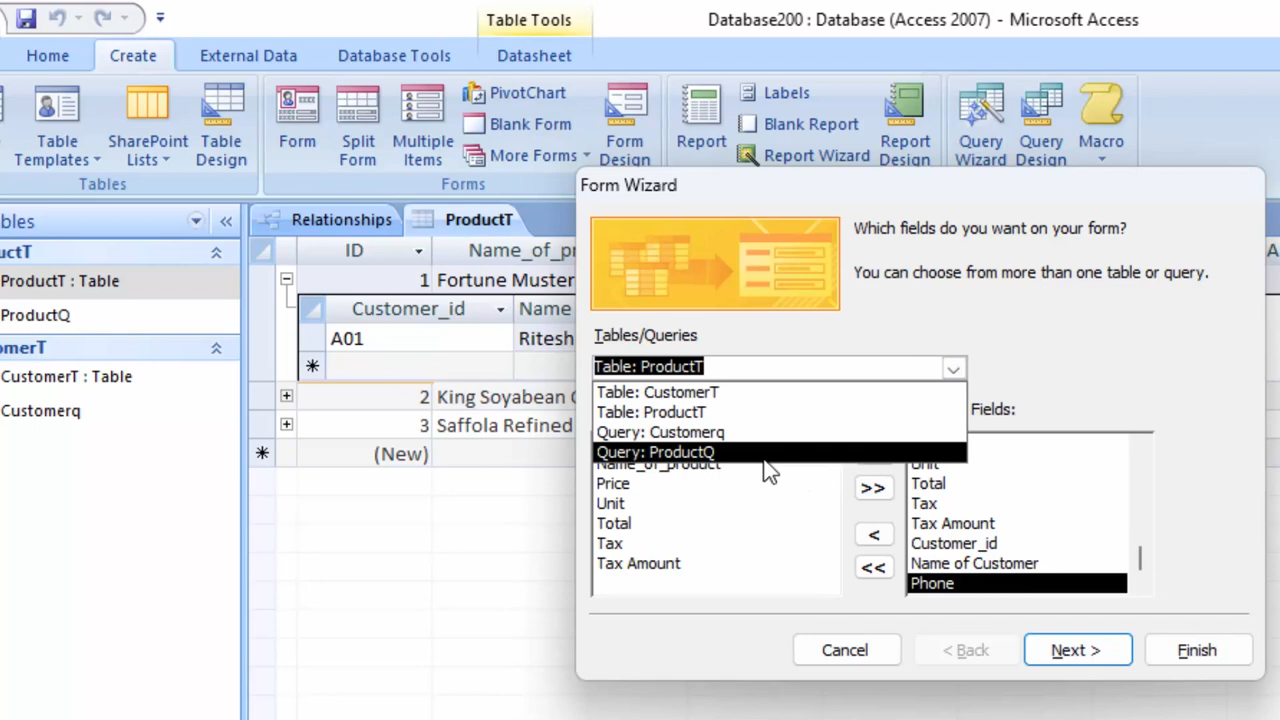 Table Tools
Database200 : Database (Access 2007) - Microsoft Access
Home
Create
External Data
Database Tools
Datasheet
Table
Templates
SharePoint
Lists
Table
Design
Form
Split
Form
Multiple
Items
PivotChart
Blank Form
More Forms
Form
Design
Report
Labels
Blank Report
Report Wizard
Report
Design
Query
Wizard
Query
Design
Macro
Tables
Forms
bles
uctT
ProductT : Table
ProductQ
omerT
CustomerT : Table
Customerq
Relationships
ProductT
ID
Name_of_pr
1 Fortune Muster
Customer_id
Name
A01
Ritesh
2 King Soyabean
3 Saffola Refined
(New)
Form Wizard
Which fields do you want on your form?
You can choose from more than one table or query.
Tables/Queries
Table: ProductT
Table: CustomerT
Table: ProductT
Query: Customerq
Query: ProductQ
Fields:
Name_of_product
Price
Unit
Total
Tax
Tax Amount
>>
<
<<
Unit
Total
Tax
Tax Amount
Customer_id
Name of Customer
Phone
Cancel
< Back
Next >
Finish